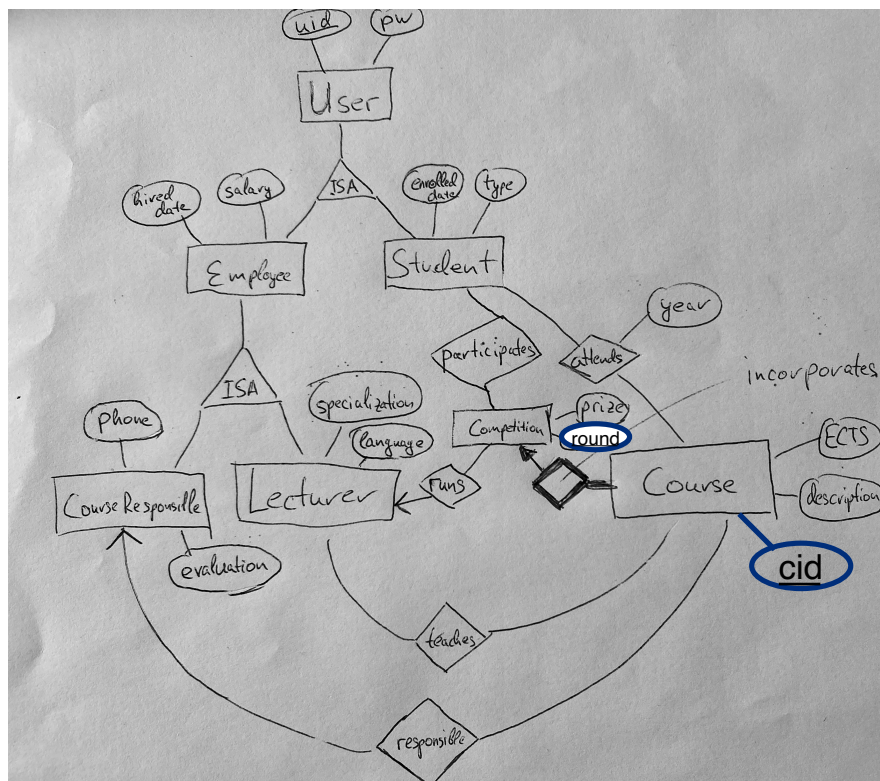 uid
pw
User
ISA
hired
date
salary
enrolled
date
type
Employee
Student
year
participates
attends
incorporates
ISA
specialization
phone
language
Competition
prize
round
ECTS
Course Responsible
Lecturer
runs
Course
description
evaluation
cid
teaches
responsible